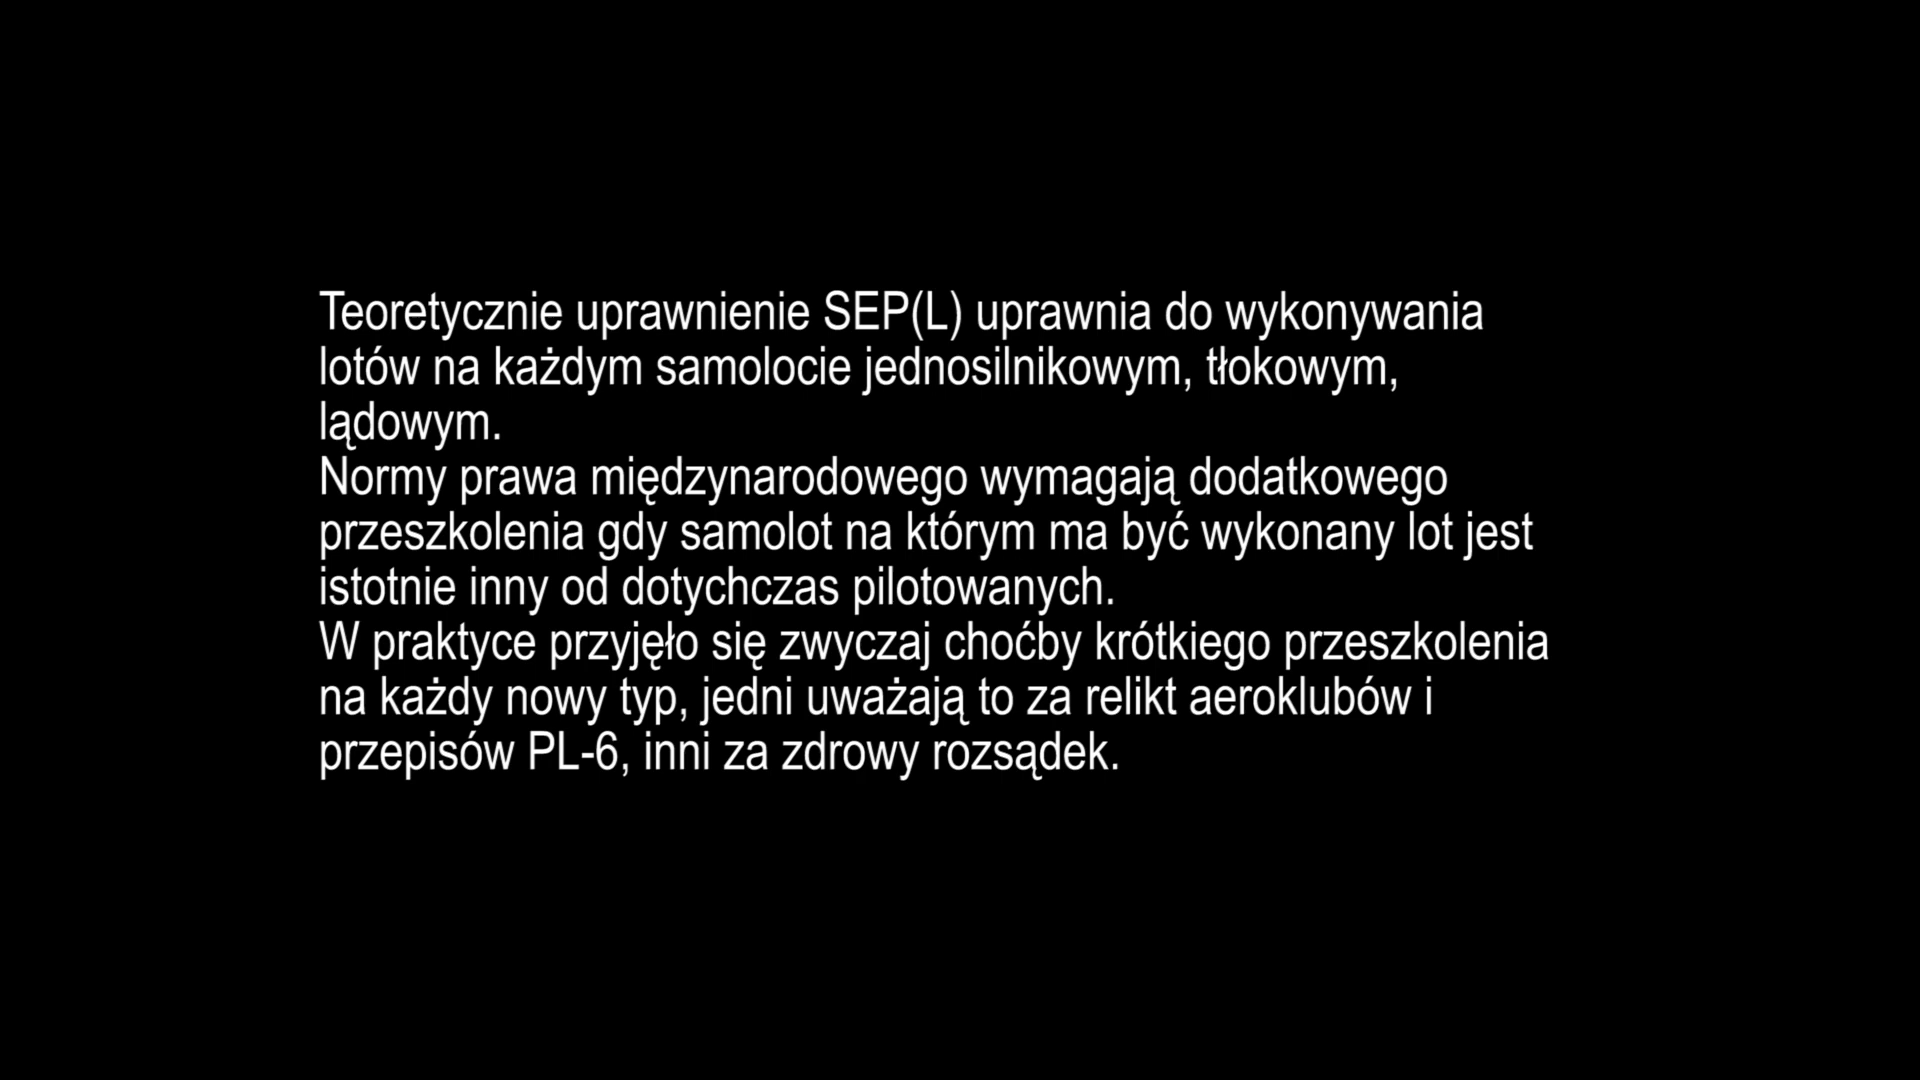 Teoretycznie uprawnienie SEP(L) uprawnia do wykonywania
lotów na każdym samolocie jednosilnikowym, tłokowym,
lądowym.
Normy prawa międzynarodowego wymagają dodatkowego
przeszkolenia gdy samolot na którym ma być wykonany lot jest
istotnie inny od dotychczas pilotowanych.
W praktyce przyjęło się zwyczaj choćby krótkiego przeszkolenia
na każdy nowy typ, jedni uważają to za relikt aeroklubów i
przepisów PL-6, inni za zdrowy rozsądek.